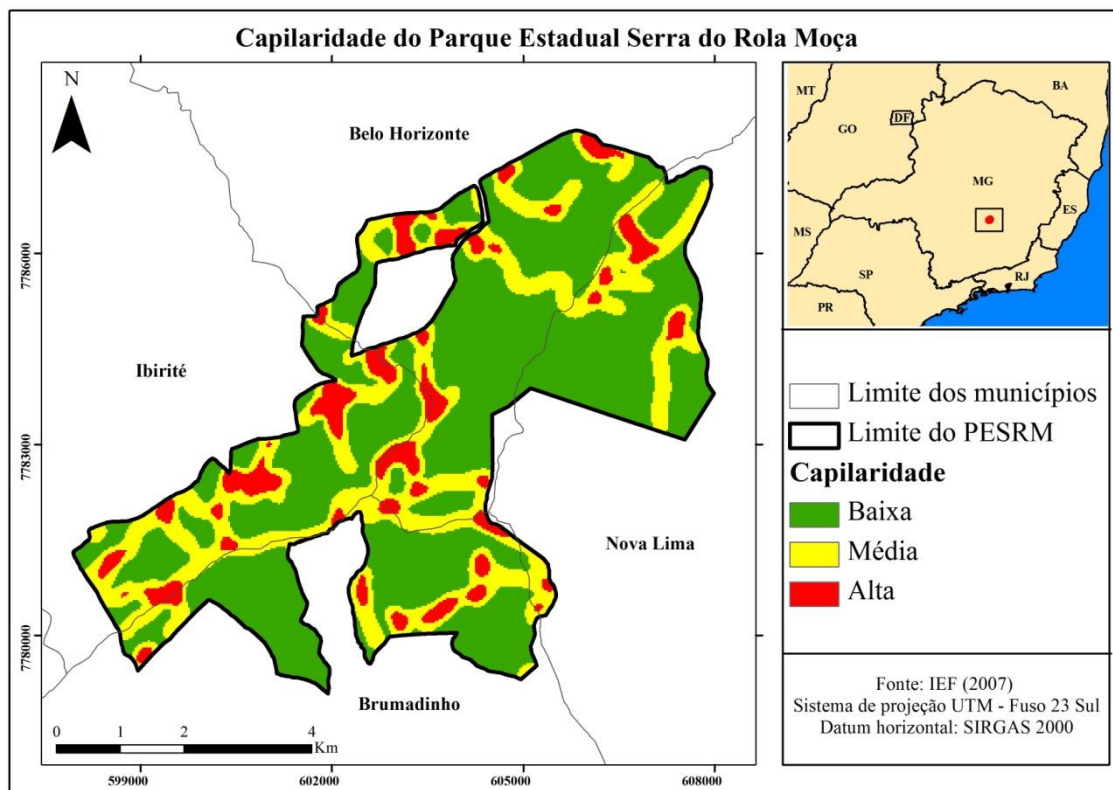 Capilaridade do Parque Estadual Serra do Rola Moça
N
Belo Horizonte
Ibirité
Nova Lima
Brumadinho
7786000
7783000
7780000
0 1 2 4
Km
599000 602000 605000 608000
MT
BA
GO
DF
MG
ES
MS
SP
RJ
PR
Limite dos municípios
Limite do PESRM
Capilaridade
Baixa
Média
Alta
Fonte: IEF (2007)
Sistema de projeção UTM - Fuso 23 Sul
Datum horizontal: SIRGAS 2000